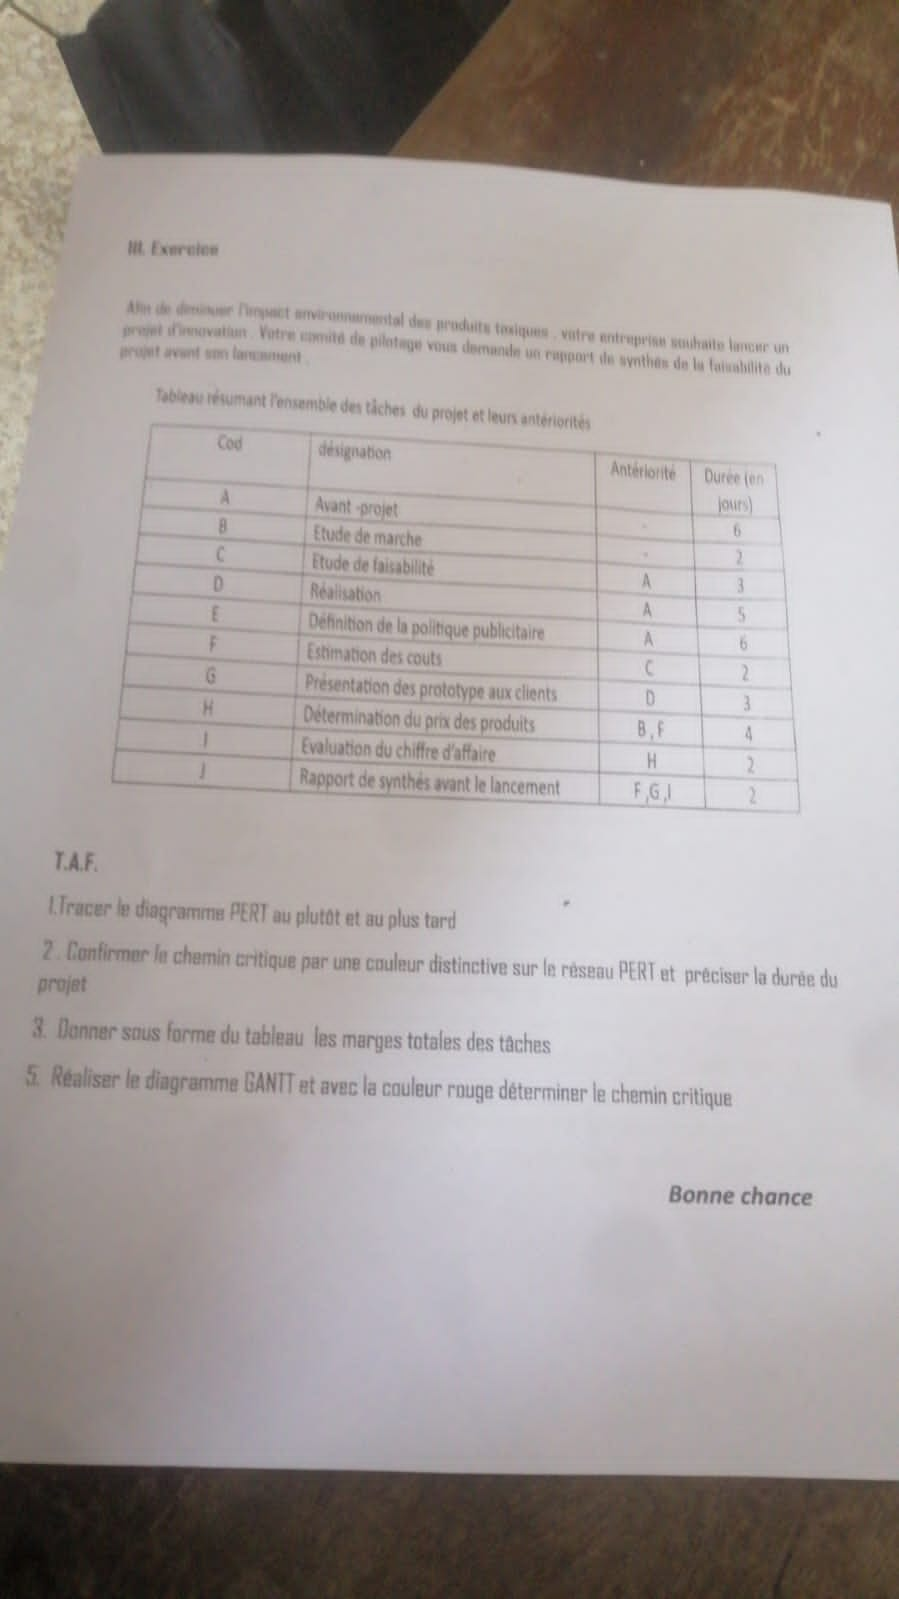 III. Exercice
Afin de diminuer l'impact environnemental des produits toxiques , votre entreprise souhaite lancer un
projet d'innovation . Votre comité de pilotage vous demande un rapport de synthés de la faisabilité du
projet avant son lancement .
Tableau résumant l'ensemble des tâches du projet et leurs antériorités
Cod désignation Antériorité Durée (en jours)
A Avant -projet - 6
B Etude de marche - 2
C Etude de faisabilité A 3
D Réalisation A 5
E Définition de la politique publicitaire A 6
F Estimation des couts C 2
G Présentation des prototype aux clients D 3
H Détermination du prix des produits B ,F 4
I Evaluation du chiffre d'affaire H 2
J Rapport de synthés avant le lancement F ,G ,I 2
T.A.F.
1.Tracer le diagramme PERT au plutôt et au plus tard
2 . Confirmer le chemin critique par une couleur distinctive sur le réseau PERT et préciser la durée du
projet
3. Donner sous forme du tableau les marges totales des tâches
5. Réaliser le diagramme GANTT et avec la couleur rouge déterminer le chemin critique
Bonne chance